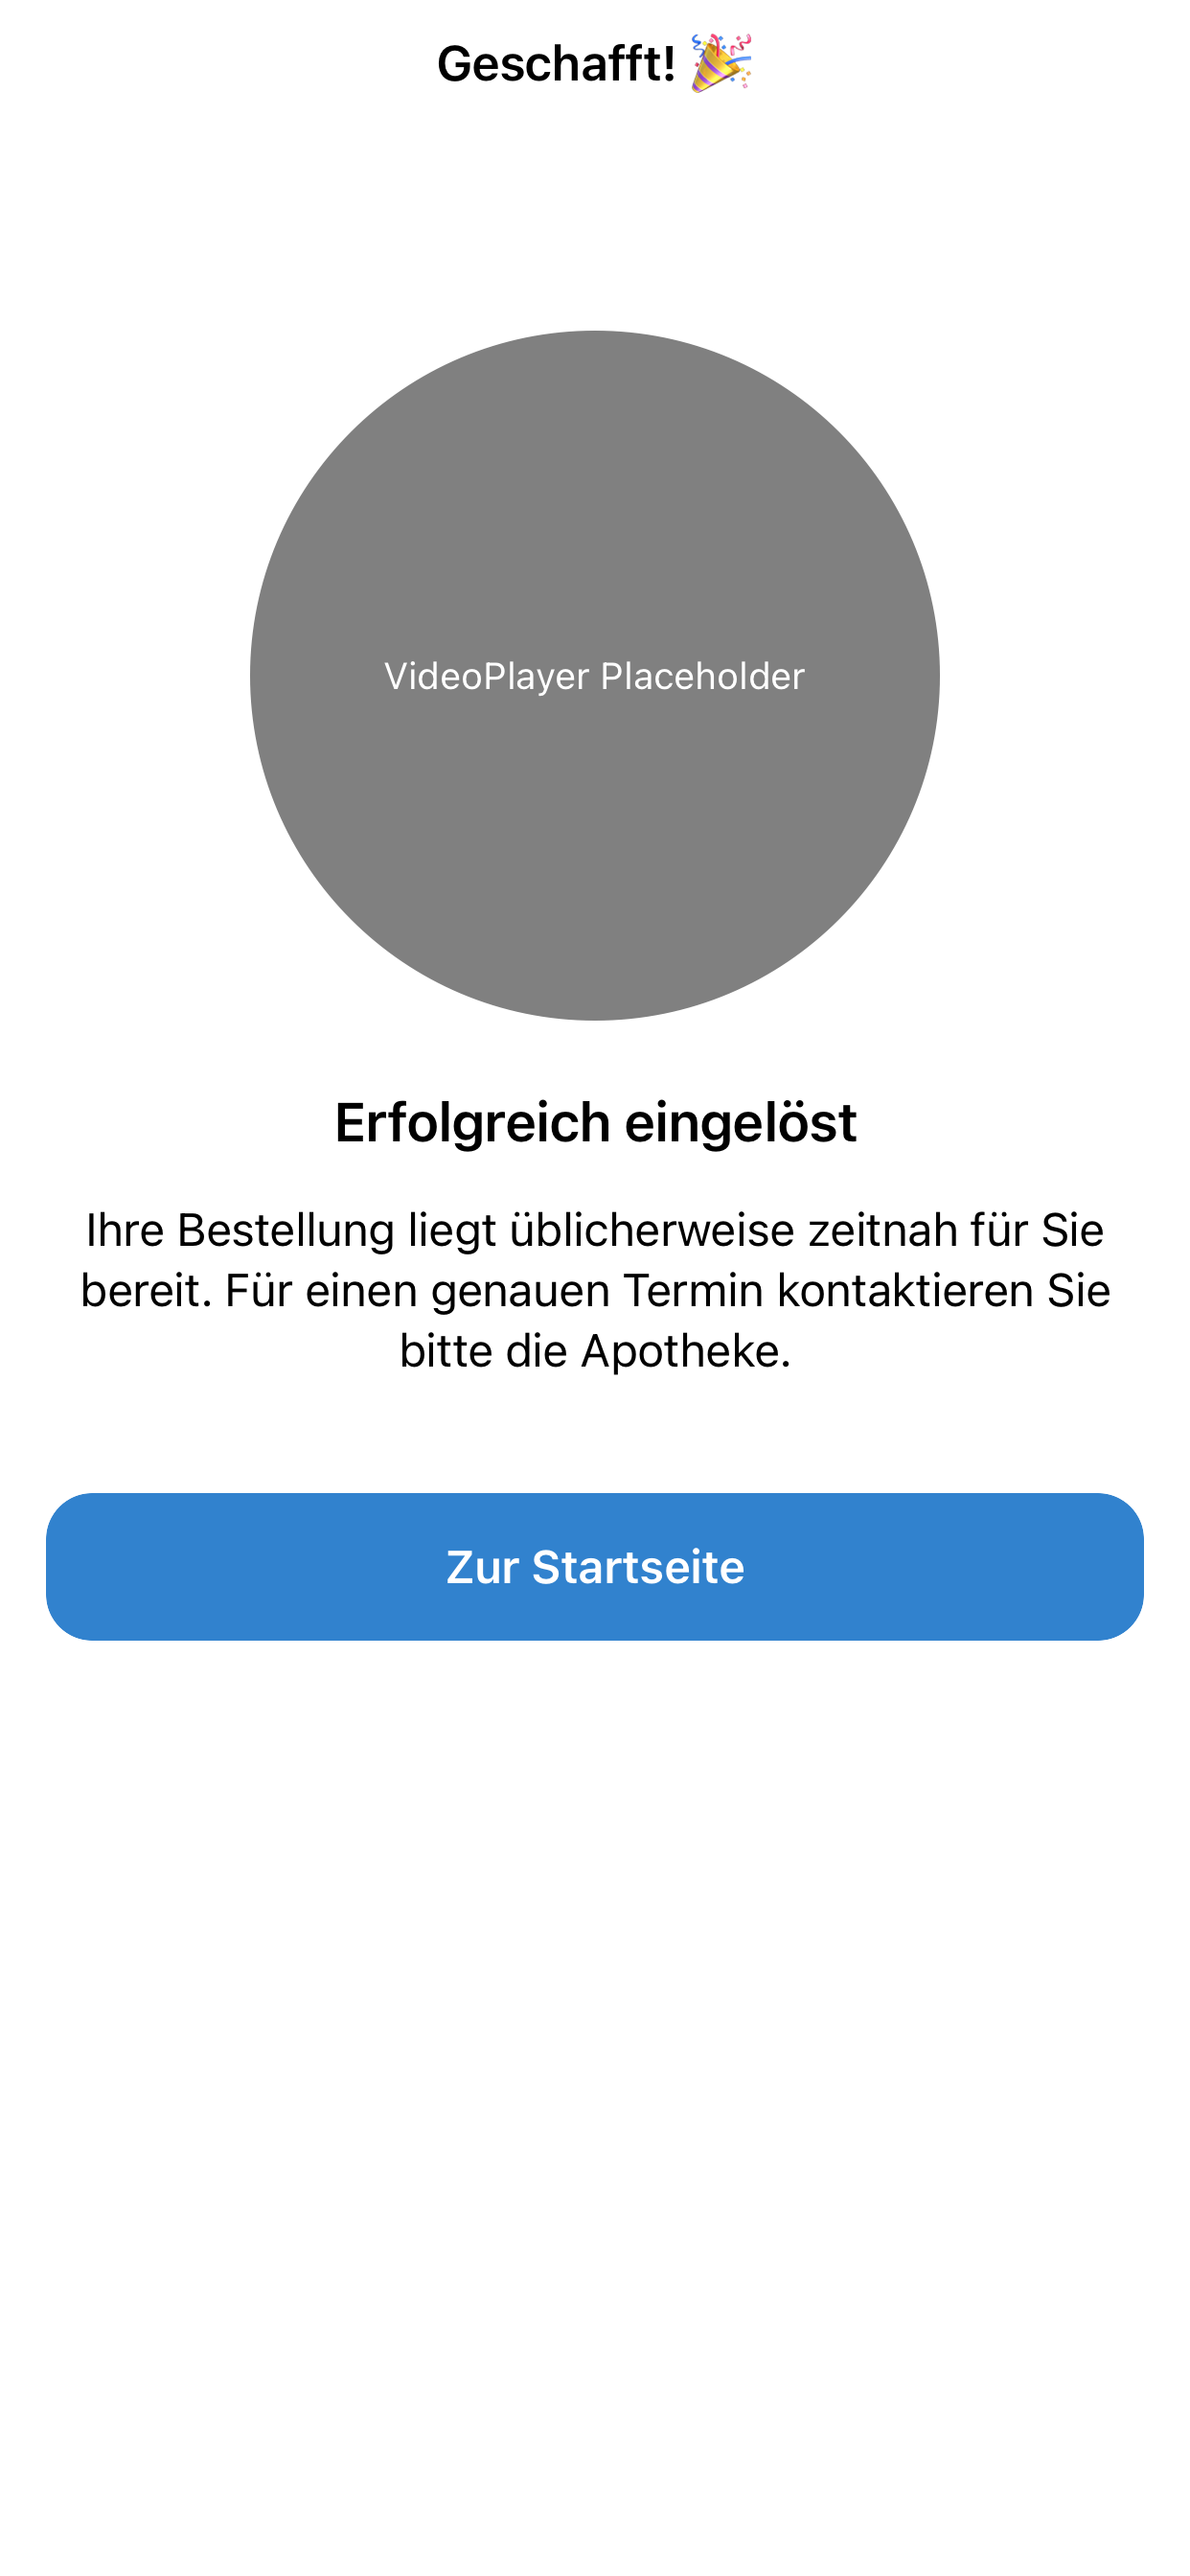 Geschafft! 🎉
VideoPlayer Placeholder
Erfolgreich eingelöst
Ihre Bestellung liegt üblicherweise zeitnah für Sie
bereit. Für einen genauen Termin kontaktieren Sie
bitte die Apotheke.
Zur Startseite